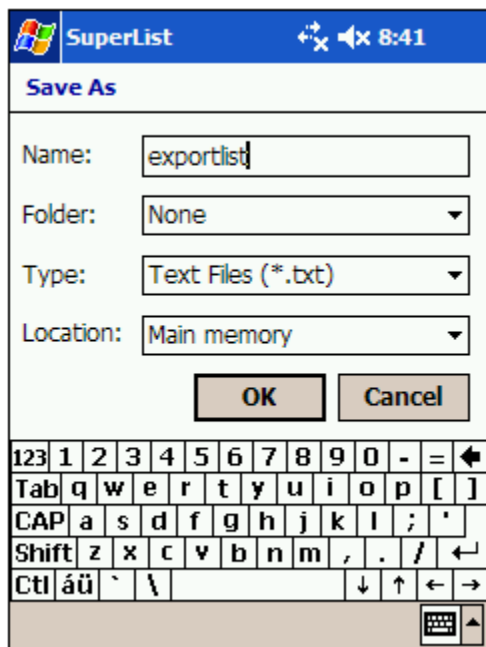 SuperList 8:41
Save As
Name: exportlist
Folder: None
Type: Text Files (*.txt)
Location: Main memory
OK Cancel
123 1 2 3 4 5 6 7 8 9 0 - =
Tab q w e r t y u i o p [ ]
CAP a s d f g h j k l ; '
Shift z x c v b n m , . /
Ctl áü ` \